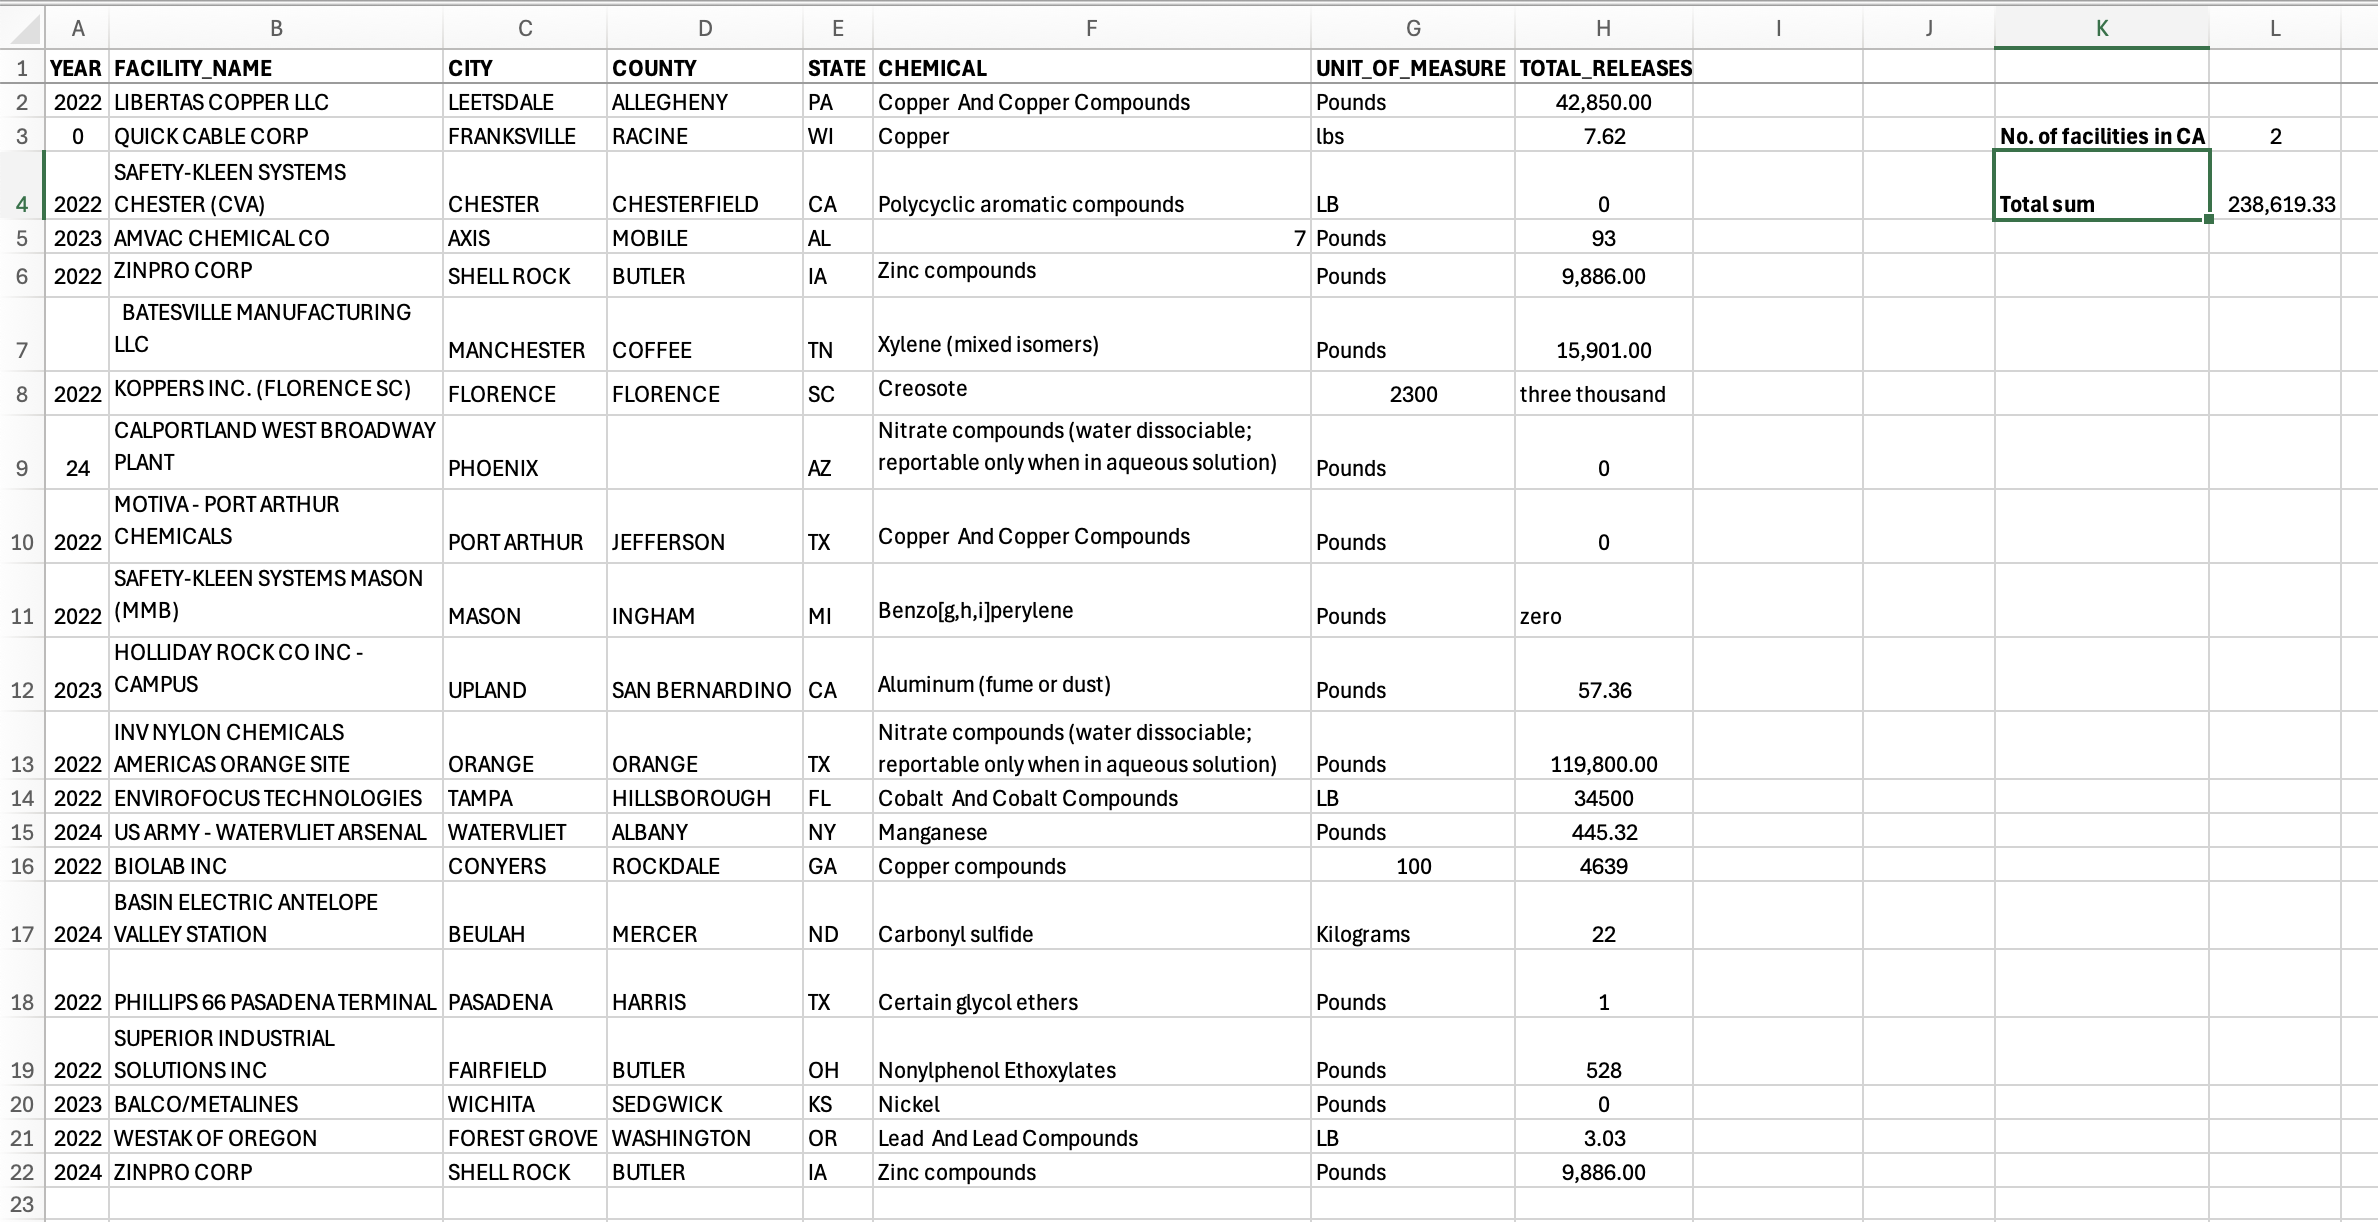 A B C D E F G H I J K L
1 YEAR FACILITY_NAME CITY COUNTY STATE CHEMICAL UNIT_OF_MEASURE TOTAL_RELEASES
2 2022 LIBERTAS COPPER LLC LEETSDALE ALLEGHENY PA Copper  And Copper Compounds Pounds 42,850.00
3 0 QUICK CABLE CORP FRANKSVILLE RACINE WI Copper lbs 7.62 No. of facilities in CA 2
SAFETY-KLEEN SYSTEMS
4 2022 CHESTER (CVA) CHESTER CHESTERFIELD CA Polycyclic aromatic compounds LB 0 Total sum 238,619.33
5 2023 AMVAC CHEMICAL CO AXIS MOBILE AL 7 Pounds 93
6 2022 ZINPRO CORP SHELL ROCK BUTLER IA Zinc compounds Pounds 9,886.00
BATESVILLE MANUFACTURING
7 LLC MANCHESTER COFFEE TN Xylene (mixed isomers) Pounds 15,901.00
8 2022 KOPPERS INC. (FLORENCE SC) FLORENCE FLORENCE SC Creosote 2300 three thousand
CALPORTLAND WEST BROADWAY Nitrate compounds (water dissociable;
9 24 PLANT PHOENIX AZ reportable only when in aqueous solution) Pounds 0
MOTIVA - PORT ARTHUR
10 2022 CHEMICALS PORT ARTHUR JEFFERSON TX Copper  And Copper Compounds Pounds 0
SAFETY-KLEEN SYSTEMS MASON
11 2022 (MMB) MASON INGHAM MI Benzo[g,h,i]perylene Pounds zero
HOLLIDAY ROCK CO INC -
12 2023 CAMPUS UPLAND SAN BERNARDINO CA Aluminum (fume or dust) Pounds 57.36
INV NYLON CHEMICALS Nitrate compounds (water dissociable;
13 2022 AMERICAS ORANGE SITE ORANGE ORANGE TX reportable only when in aqueous solution) Pounds 119,800.00
14 2022 ENVIROFOCUS TECHNOLOGIES TAMPA HILLSBOROUGH FL Cobalt  And Cobalt Compounds LB 34500
15 2024 US ARMY - WATERVLIET ARSENAL WATERVLIET ALBANY NY Manganese Pounds 445.32
16 2022 BIOLAB INC CONYERS ROCKDALE GA Copper compounds 100 4639
BASIN ELECTRIC ANTELOPE
17 2024 VALLEY STATION BEULAH MERCER ND Carbonyl sulfide Kilograms 22
18 2022 PHILLIPS 66 PASADENA TERMINAL PASADENA HARRIS TX Certain glycol ethers Pounds 1
SUPERIOR INDUSTRIAL
19 2022 SOLUTIONS INC FAIRFIELD BUTLER OH Nonylphenol Ethoxylates Pounds 528
20 2023 BALCO/METALINES WICHITA SEDGWICK KS Nickel Pounds 0
21 2022 WESTAK OF OREGON FOREST GROVE WASHINGTON OR Lead  And Lead Compounds LB 3.03
22 2024 ZINPRO CORP SHELL ROCK BUTLER IA Zinc compounds Pounds 9,886.00
23